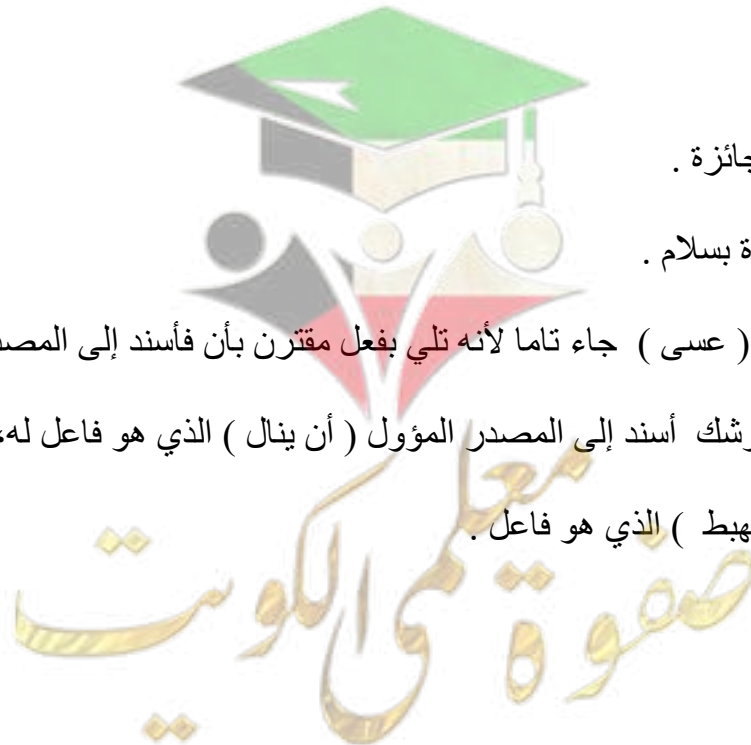 جائزة .
ة بسلام .
( عسى ) جاء تاما لأنه تلي بفعل مقترن بأن فأسند إلى المصد
رشك أسند إلى المصدر المؤول ( أن ينال ) الذي هو فاعل له،
هبط ) الذي هو فاعل .
صفوة معلمي الكويت